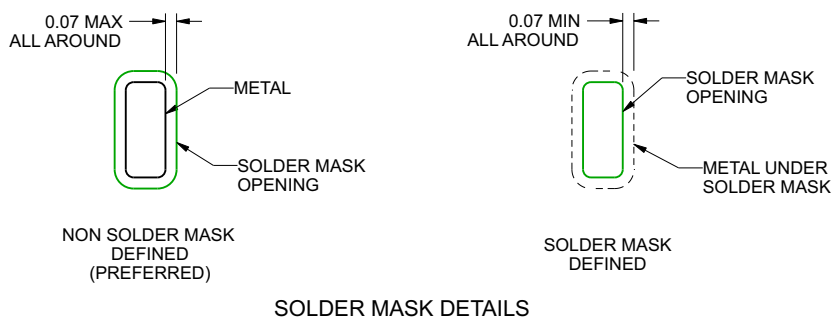 0.07 MAX
ALL AROUND
METAL
SOLDER MASK
OPENING
NON SOLDER MASK
DEFINED
(PREFERRED)
0.07 MIN
ALL AROUND
SOLDER MASK
OPENING
METAL UNDER
SOLDER MASK
SOLDER MASK
DEFINED
SOLDER MASK DETAILS